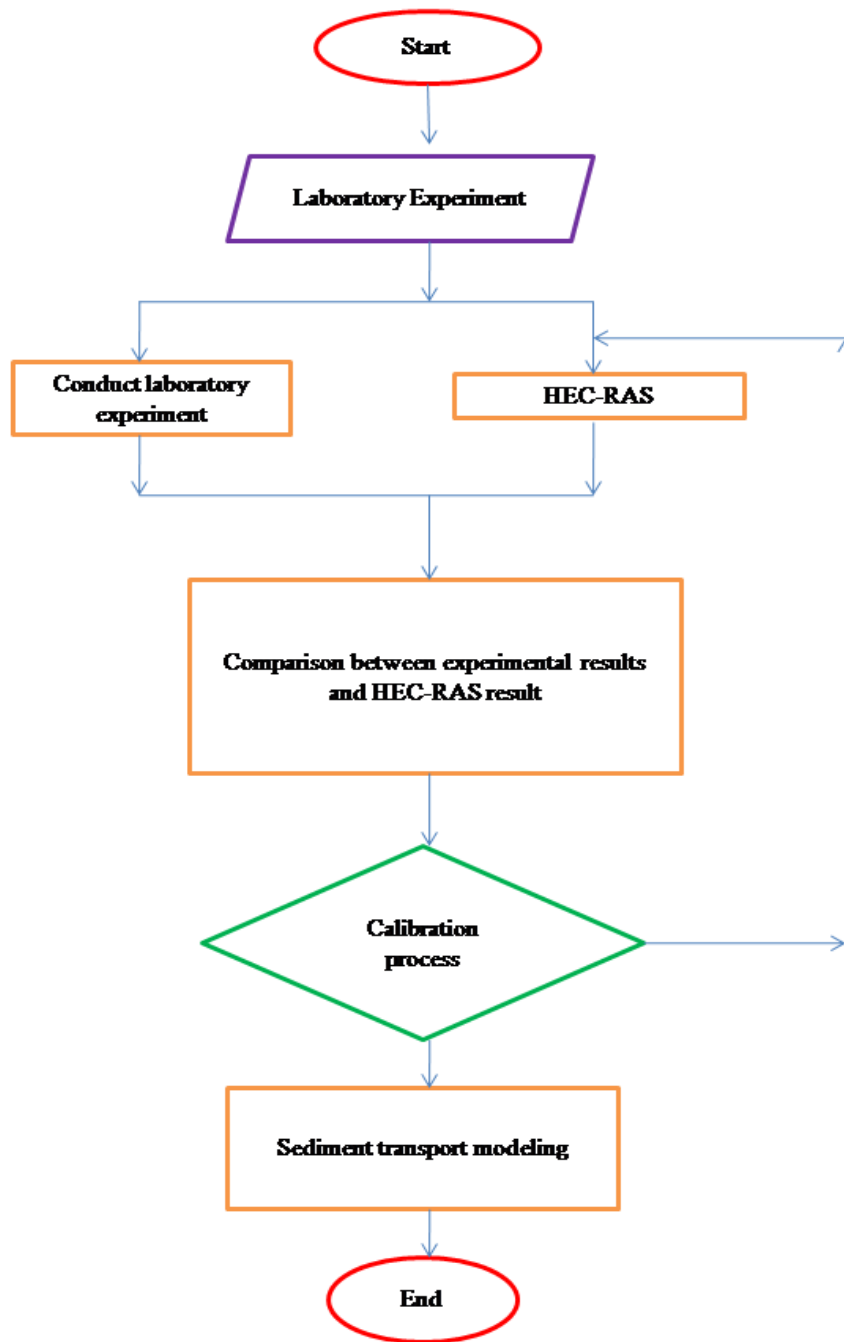 Start
Laboratory Experiment
Conduct laboratory
experiment
HEC-RAS
Comparison between experimental results
and HEC-RAS result
Calibration
process
Sediment transport modeling
End